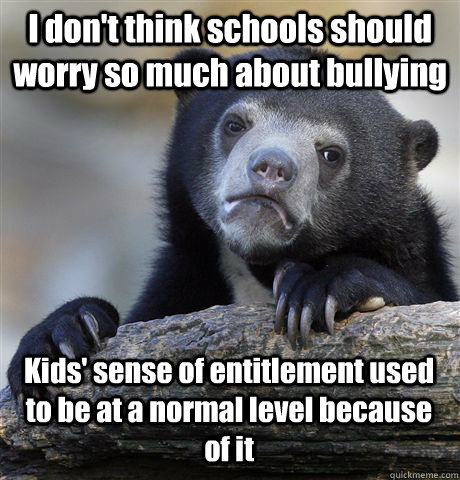 I don't think schools should
worry so much about bullying
Kids' sense of entitlement used
to be at a normal level because
of it
quickmeme.com